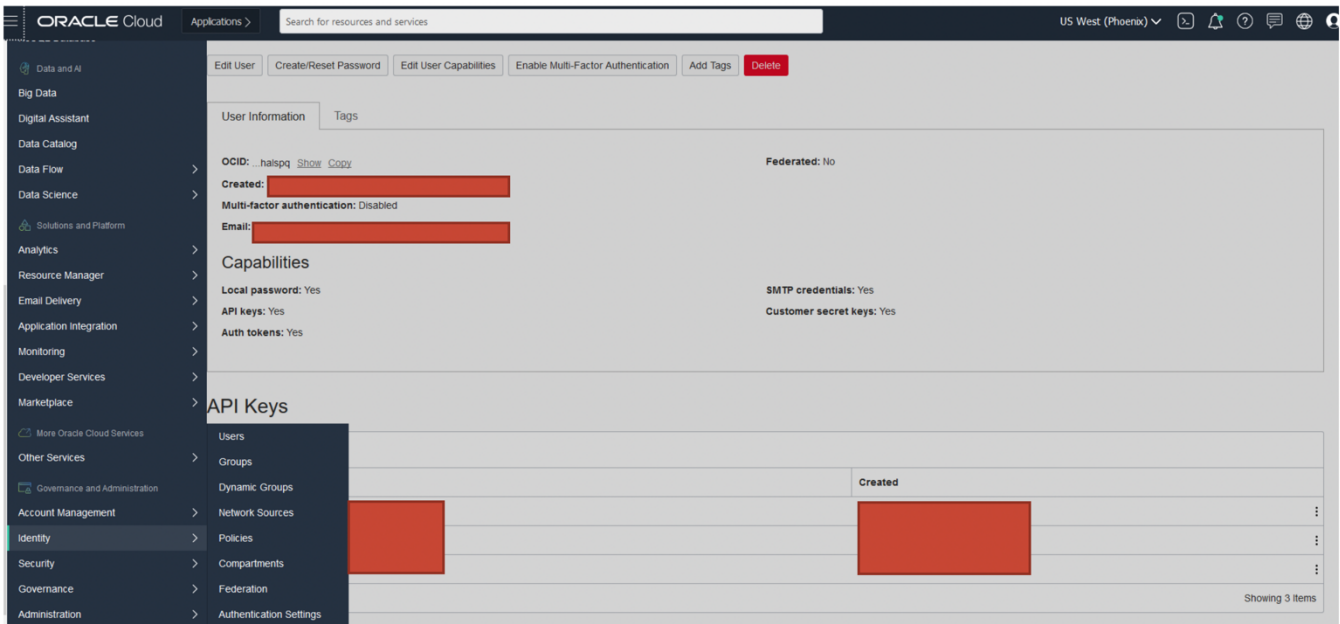 ORACLE Cloud
Applications >
Search for resources and services
US West (Phoenix)
Data and AI
Big Data
Digital Assistant
Data Catalog
Data Flow
Data Science
Solutions and Platform
Analytics
Resource Manager
Email Delivery
Application Integration
Monitoring
Developer Services
Marketplace
More Oracle Cloud Services
Other Services
Governance and Administration
Account Management
Identity
Security
Governance
Administration
Users
Groups
Dynamic Groups
Network Sources
Policies
Compartments
Federation
Authentication Settings
Edit User
Create/Reset Password
Edit User Capabilities
Enable Multi-Factor Authentication
Add Tags
Delete
User Information
Tags
OCID: ...halspq Show Copy
Federated: No
Created:
Multi-factor authentication: Disabled
Email:
Capabilities
Local password: Yes
SMTP credentials: Yes
API keys: Yes
Customer secret keys: Yes
Auth tokens: Yes
API Keys
Created
Showing 3 Items